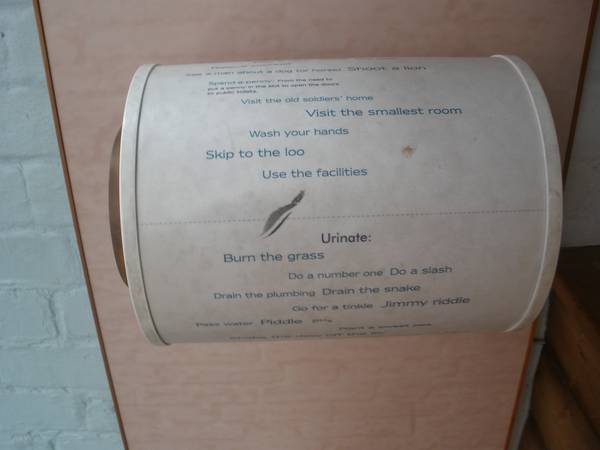 see a man about a dog (or horse) Shoot a lion
Spend a penny: From the need to
put a penny in the slot to open the doors
to public toilets.
Visit the old soldiers' home
Visit the smallest room
Wash your hands
Skip to the loo
Use the facilities
Urinate:
Burn the grass
Do a number one Do a slash
Drain the plumbing Drain the snake
Go for a tinkle Jimmy riddle
Pass water Piddle
Plant a sweet pea